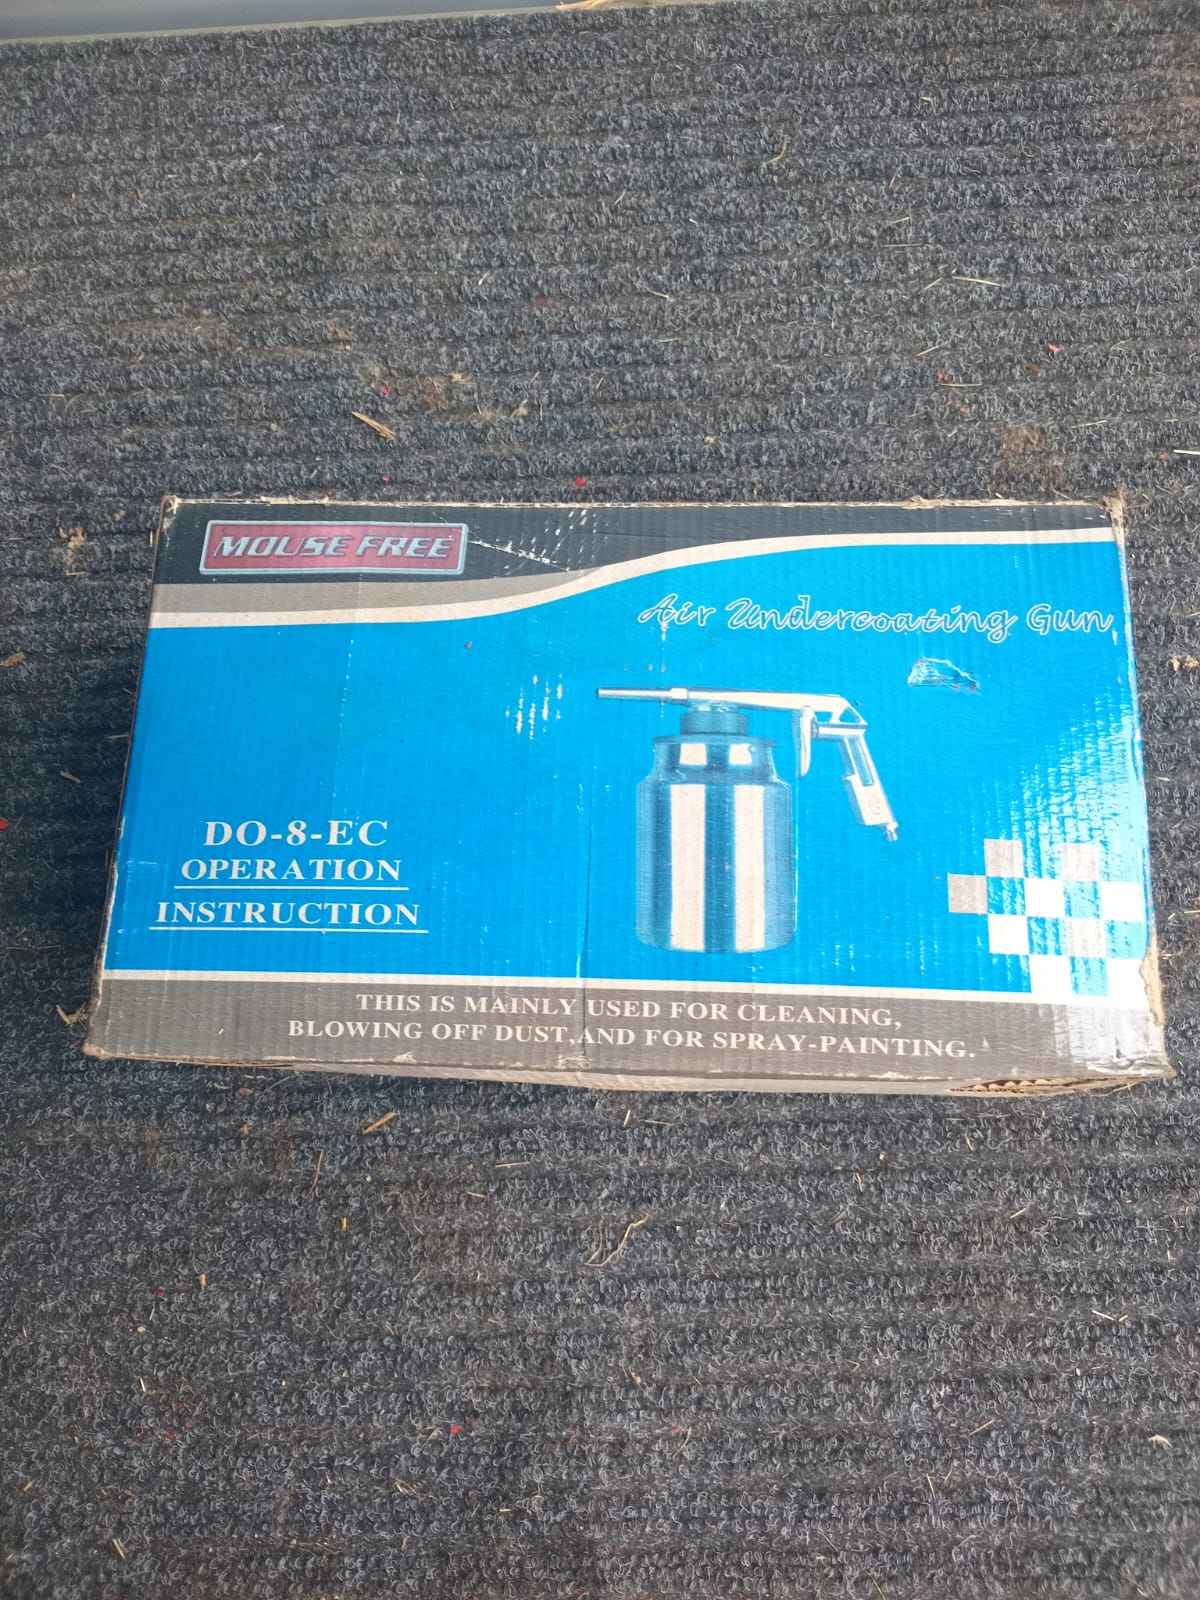 MOUSE FREE
Air Undercoating Gun
DO-8-EC
OPERATION
INSTRUCTION
THIS IS MAINLY USED FOR CLEANING,
BLOWING OFF DUST,AND FOR SPRAY-PAINTING.